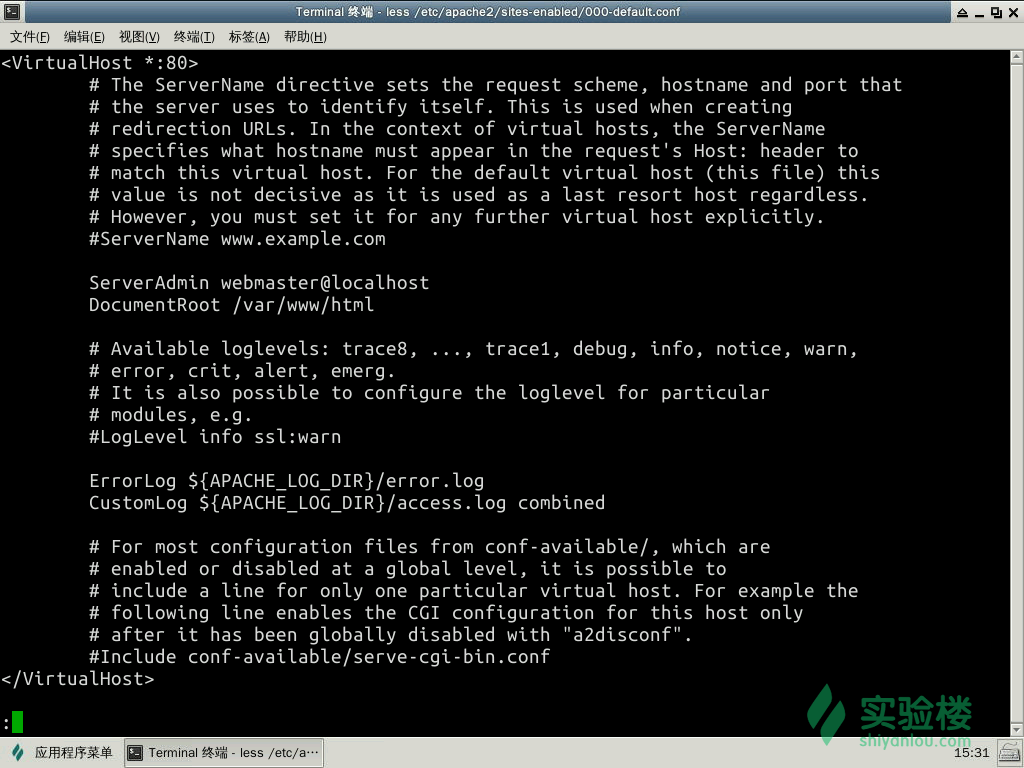 Terminal 终端 - less /etc/apache2/sites-enabled/000-default.conf
文件(F) 编辑(E) 视图(V) 终端(T) 标签(A) 帮助(H)
<VirtualHost *:80>
# The ServerName directive sets the request scheme, hostname and port that
# the server uses to identify itself. This is used when creating
# redirection URLs. In the context of virtual hosts, the ServerName
# specifies what hostname must appear in the request's Host: header to
# match this virtual host. For the default virtual host (this file) this
# value is not decisive as it is used as a last resort host regardless.
# However, you must set it for any further virtual host explicitly.
#ServerName www.example.com
ServerAdmin webmaster@localhost
DocumentRoot /var/www/html
# Available loglevels: trace8, ..., trace1, debug, info, notice, warn,
# error, crit, alert, emerg.
# It is also possible to configure the loglevel for particular
# modules, e.g.
#LogLevel info ssl:warn
ErrorLog ${APACHE_LOG_DIR}/error.log
CustomLog ${APACHE_LOG_DIR}/access.log combined
# For most configuration files from conf-available/, which are
# enabled or disabled at a global level, it is possible to
# include a line for only one particular virtual host. For example the
# following line enables the CGI configuration for this host only
# after it has been globally disabled with "a2disconf".
#Include conf-available/serve-cgi-bin.conf
</VirtualHost>
:
实验楼
shiyanlou.com
应用程序菜单 Terminal 终端 - less /etc/a… 15:31